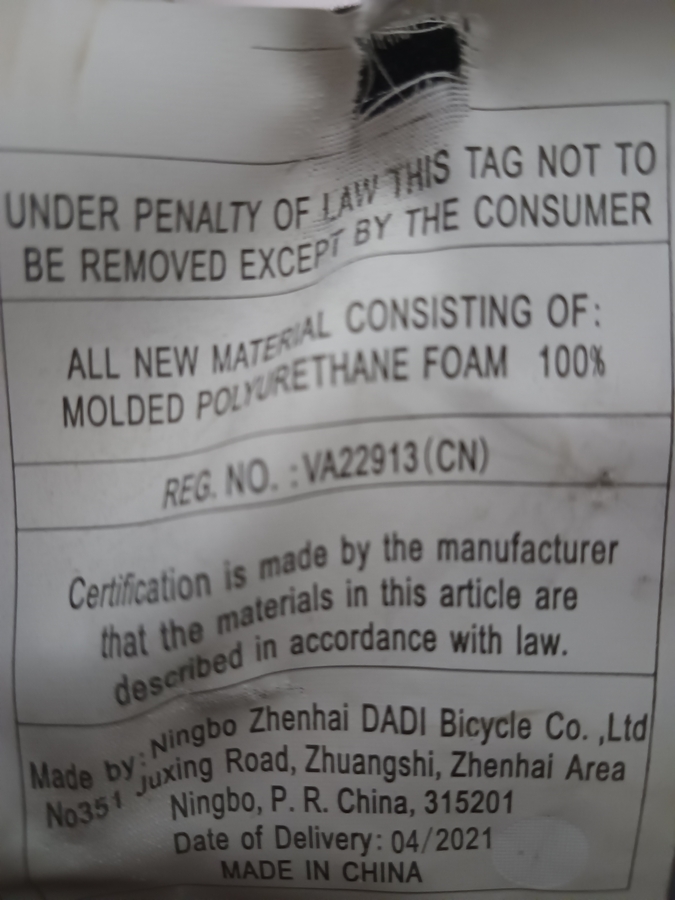 UNDER PENALTY OF LAW THIS TAG NOT TO
BE REMOVED EXCEPT BY THE CONSUMER
ALL NEW MATERIAL CONSISTING OF:
MOLDED POLYURETHANE FOAM 100%
REG. NO. :VA22913(CN)
Certification is made by the manufacturer
that the materials in this article are
described in accordance with law.
Made by: Ningbo Zhenhai DADI Bicycle Co. ,Ltd
No351 Juxing Road, Zhuangshi, Zhenhai Area
Ningbo, P. R. China, 315201
Date of Delivery: 04/2021
MADE IN CHINA